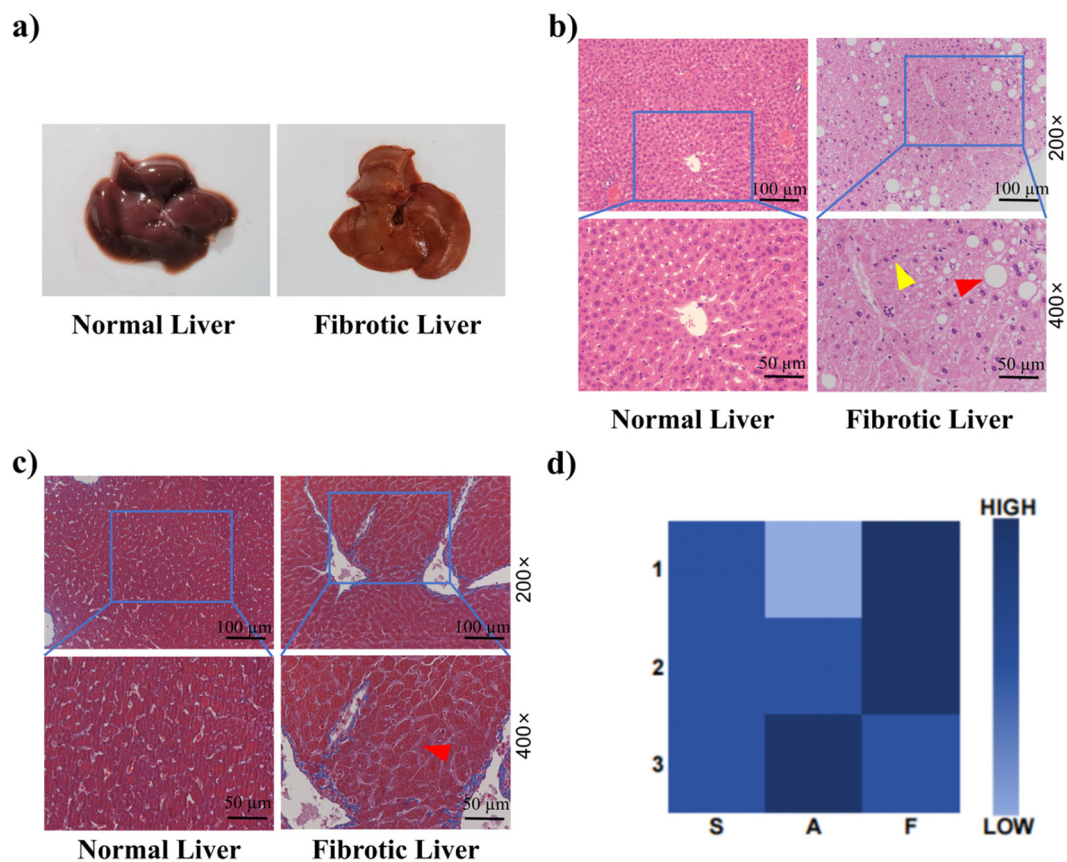 a)
Normal Liver
Fibrotic Liver
b)
100 µm
100 µm
200×
50 µm
50 µm
400×
Normal Liver
Fibrotic Liver
c)
100 µm
100 µm
200×
50 µm
50 µm
400×
Normal Liver
Fibrotic Liver
d)
HIGH
1
2
3
S
A
F
LOW